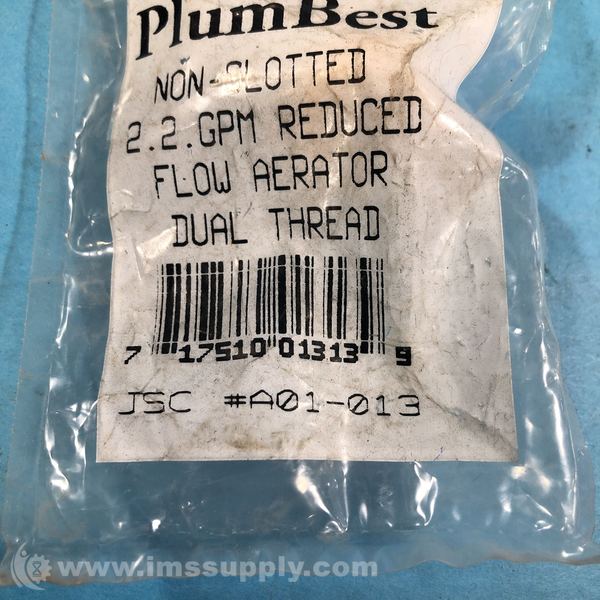 PlumBest
NON-SLOTTED
2.2.GPM REDUCED
FLOW AERATOR
DUAL THREAD
7 17510 01313 9
JSC #A01-013
www.imssupply.com